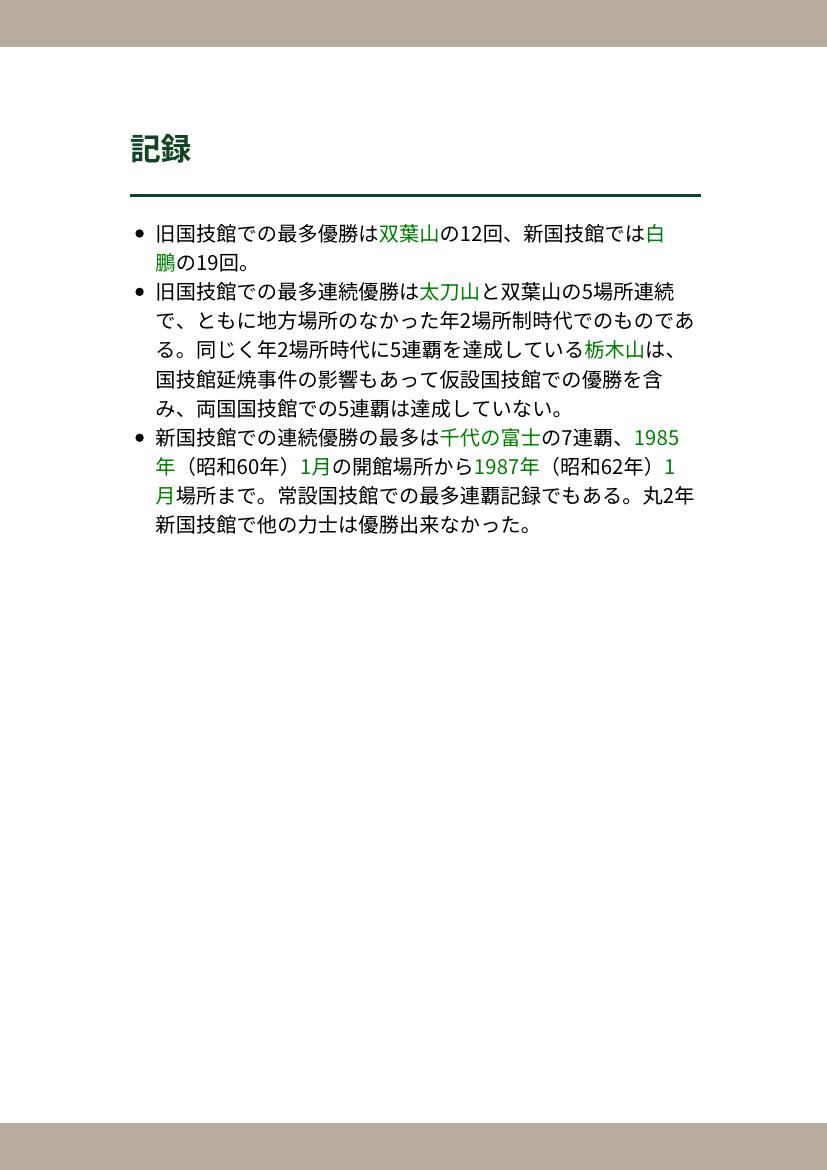 記録
旧国技館での最多優勝は双葉山の12回、新国技館では白
鵬の19回。
旧国技館での最多連続優勝は太刀山と双葉山の5場所連続
で、ともに地方場所のなかった年2場所制時代でのものであ
る。同じく年2場所時代に5連覇を達成している栃木山は、
国技館延焼事件の影響もあって仮設国技館での優勝を含
み、両国国技館での5連覇は達成していない。
新国技館での連続優勝の最多は千代の富士の7連覇、1985
年（昭和60年）1月の開館場所から1987年（昭和62年）1
月場所まで。常設国技館での最多連覇記録でもある。丸2年
新国技館で他の力士は優勝出来なかった。